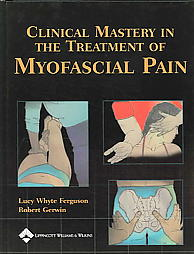 CLINICAL MASTERY IN
THE TREATMENT OF
MYOFASCIAL PAIN
Lucy Whyte Ferguson
Robert Gerwin
LIPPINCOTT WILLIAMS & WILKINS